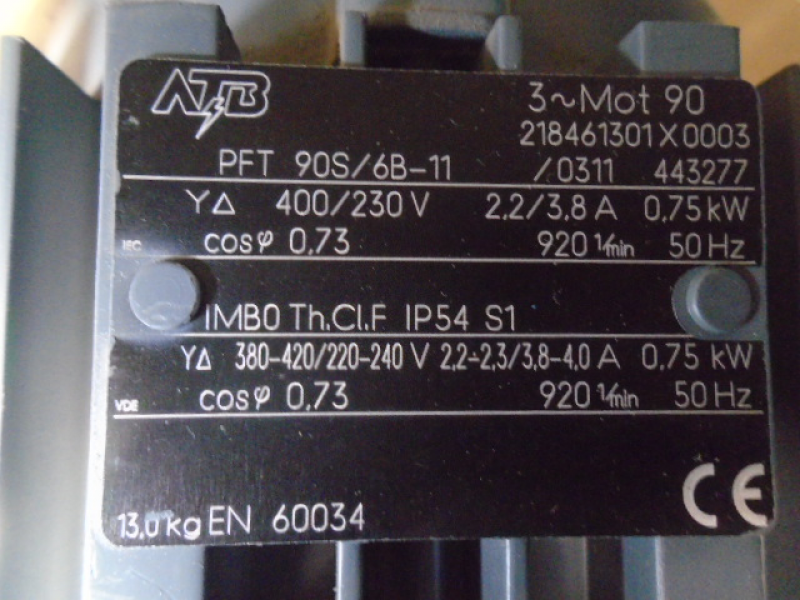 ATB
3~Mot 90
218461301X0003
PFT 90S/6B-11 /0311 443277
YΔ 400/230 V 2,2/3,8 A 0,75 kW
IEC cosφ 0,73 920 1/min 50 Hz
IMB0 Th.Cl.F IP54 S1
YΔ 380-420/220-240 V 2,2-2,3/3,8-4,0 A 0,75 kW
VDE cosφ 0,73 920 1/min 50 Hz
13,0 kg EN 60034
CE